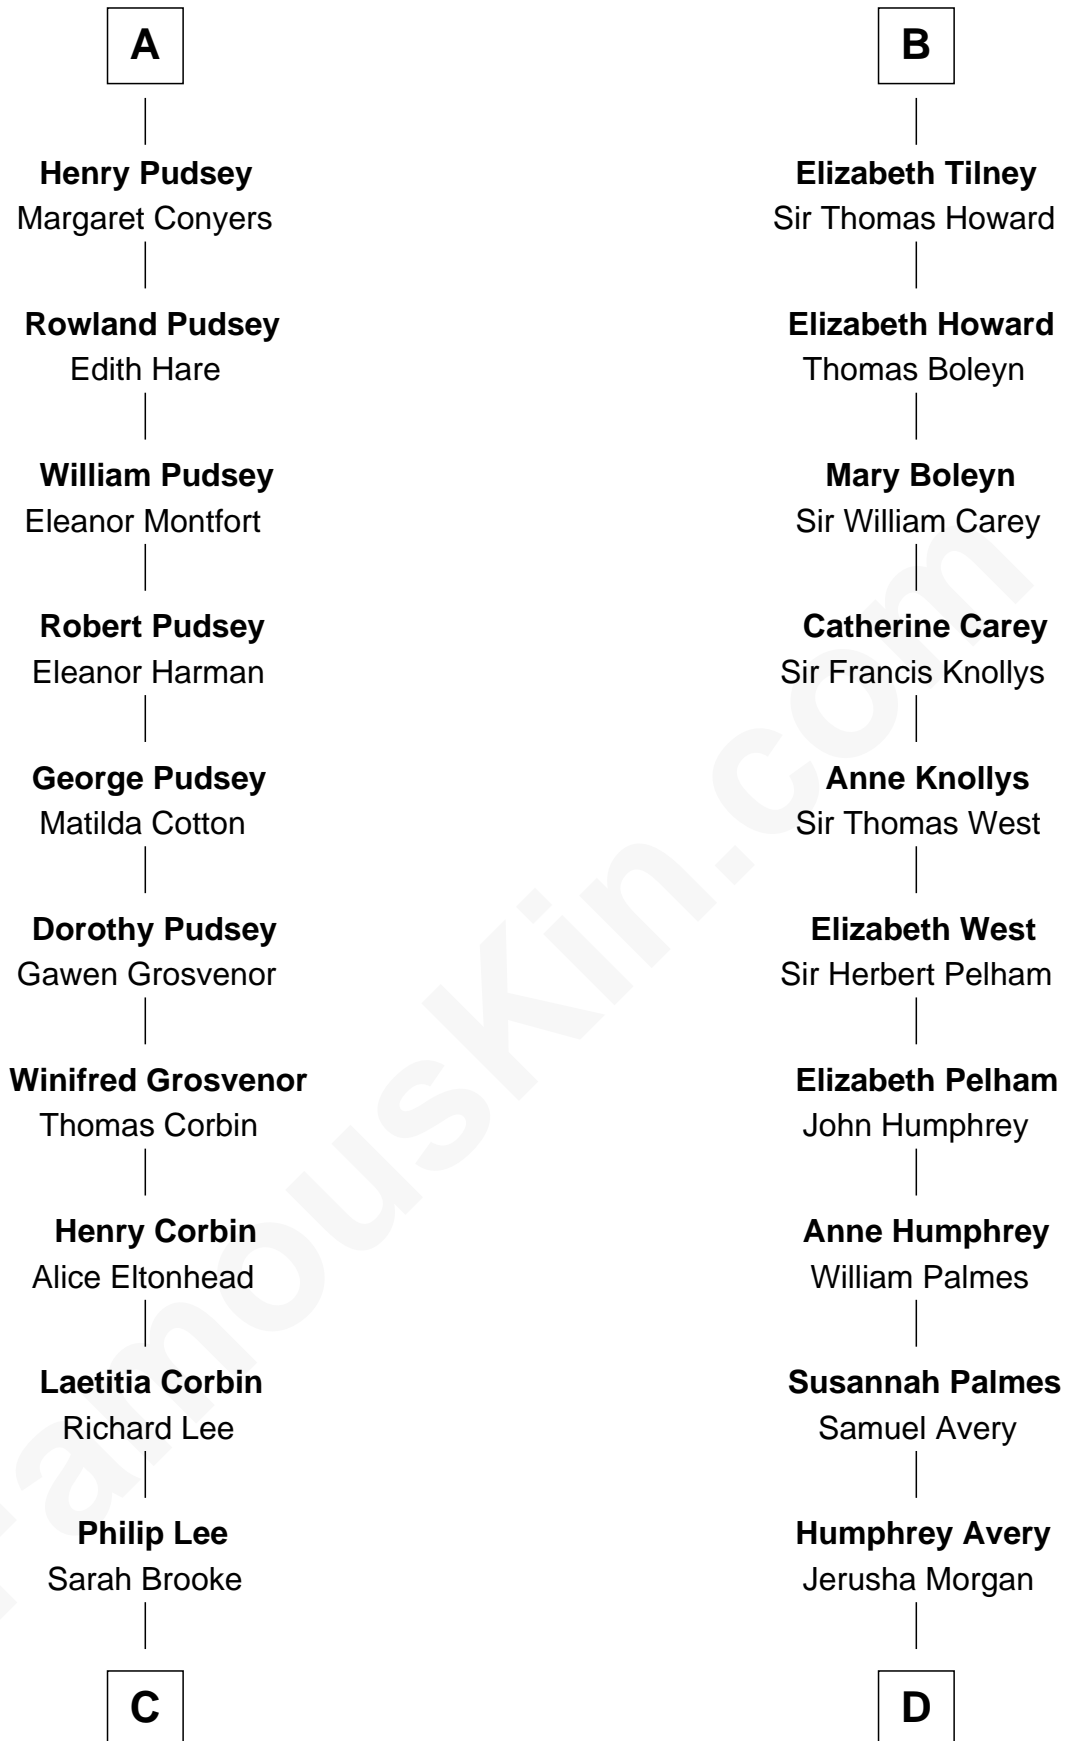 A
Henry Pudsey
Margaret Conyers
Rowland Pudsey
Edith Hare
William Pudsey
Eleanor Montfort
Robert Pudsey
Eleanor Harman
George Pudsey
Matilda Cotton
Dorothy Pudsey
Gawen Grosvenor
Winifred Grosvenor
Thomas Corbin
Henry Corbin
Alice Eltonhead
Laetitia Corbin
Richard Lee
Philip Lee
Sarah Brooke
C
B
Elizabeth Tilney
Sir Thomas Howard
Elizabeth Howard
Thomas Boleyn
Mary Boleyn
Sir William Carey
Catherine Carey
Sir Francis Knollys
Anne Knollys
Sir Thomas West
Elizabeth West
Sir Herbert Pelham
Elizabeth Pelham
John Humphrey
Anne Humphrey
William Palmes
Susannah Palmes
Samuel Avery
Humphrey Avery
Jerusha Morgan
D
FamousKin.com